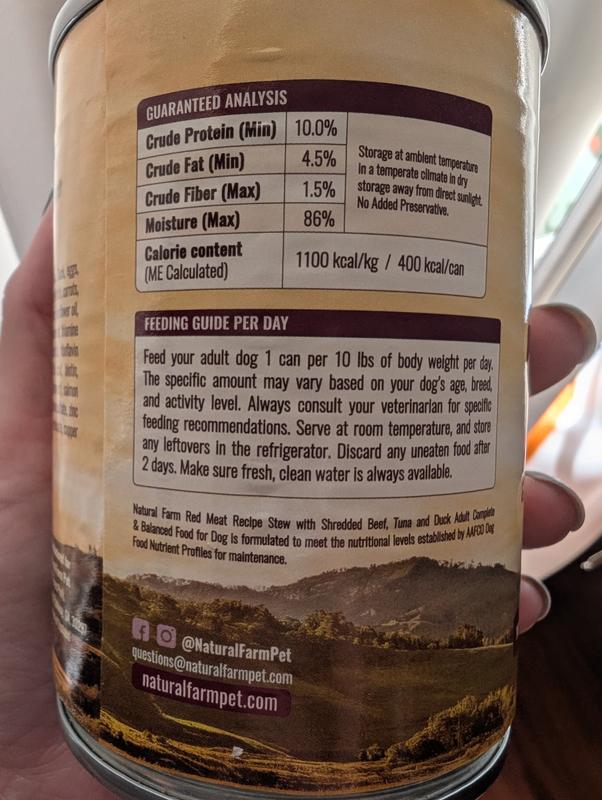 GUARANTEED ANALYSIS
Crude Protein (Min) 10.0%
Crude Fat (Min) 4.5%
Crude Fiber (Max) 1.5%
Moisture (Max) 86%
Storage at ambient temperature
in a temperate climate in dry
storage away from direct sunlight.
No Added Preservative.
Calorie content
(ME Calculated)
1100 kcal/kg / 400 kcal/can
FEEDING GUIDE PER DAY
Feed your adult dog 1 can per 10 lbs of body weight per day.
The specific amount may vary based on your dog's age, breed,
and activity level. Always consult your veterinarian for specific
feeding recommendations. Serve at room temperature, and store
any leftovers in the refrigerator. Discard any uneaten food after
2 days. Make sure fresh, clean water is always available.
Natural Farm Red Meat Recipe Stew with Shredded Beef, Tuna and Duck Adult Complete
& Balanced Food for Dog is formulated to meet the nutritional levels established by AAFCO Dog
Food Nutrient Profiles for maintenance.
@NaturalFarmPet
questions@naturalfarmpet.com
naturalfarmpet.com
eggs,
carrots,
oil,
thiamine
biotin,
salmon
zinc
copper